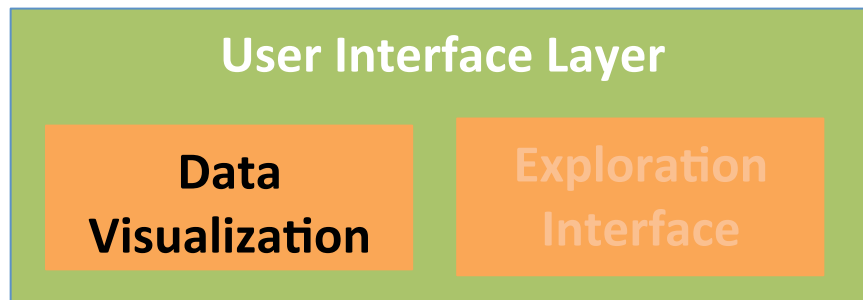 User Interface Layer
Data
Visualization
Exploration
Interface